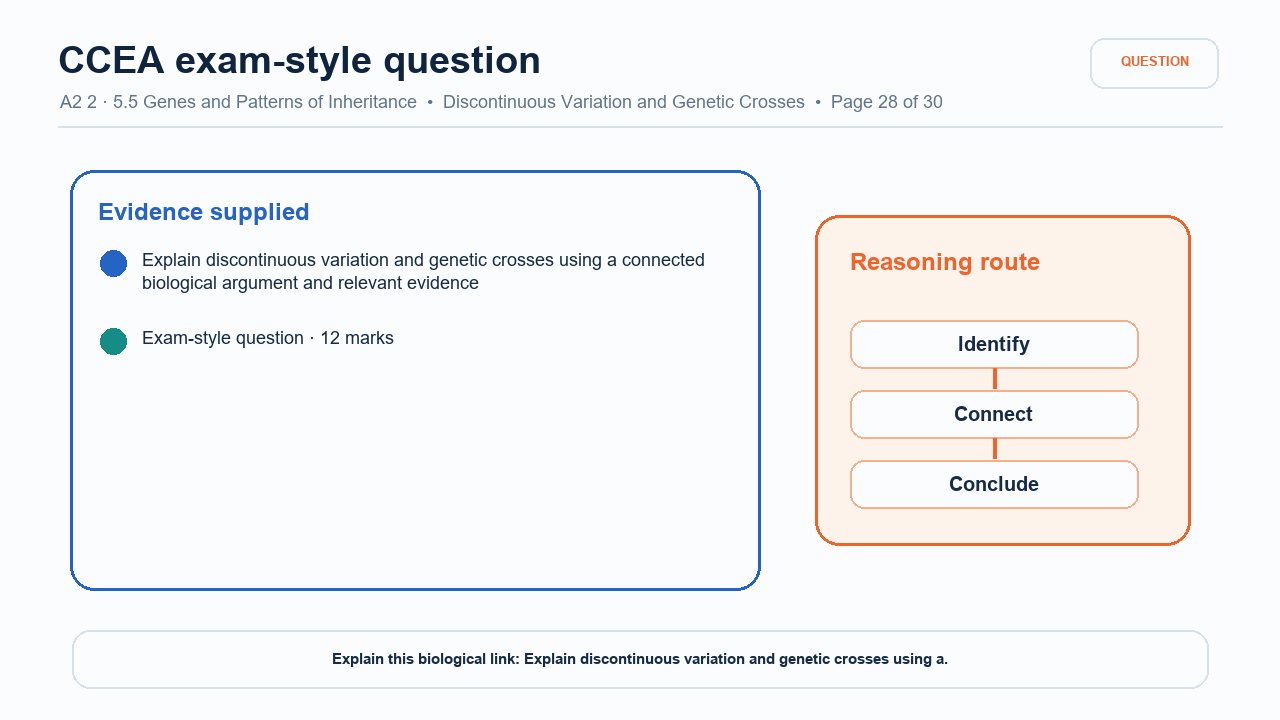 CCEA exam-style question
QUESTION
A2 2 · 5.5 Genes and Patterns of Inheritance • Discontinuous Variation and Genetic Crosses • Page 28 of 30
Evidence supplied
Explain discontinuous variation and genetic crosses using a connected
biological argument and relevant evidence
Exam-style question · 12 marks
Reasoning route
Identify
Connect
Conclude
Explain this biological link: Explain discontinuous variation and genetic crosses using a.